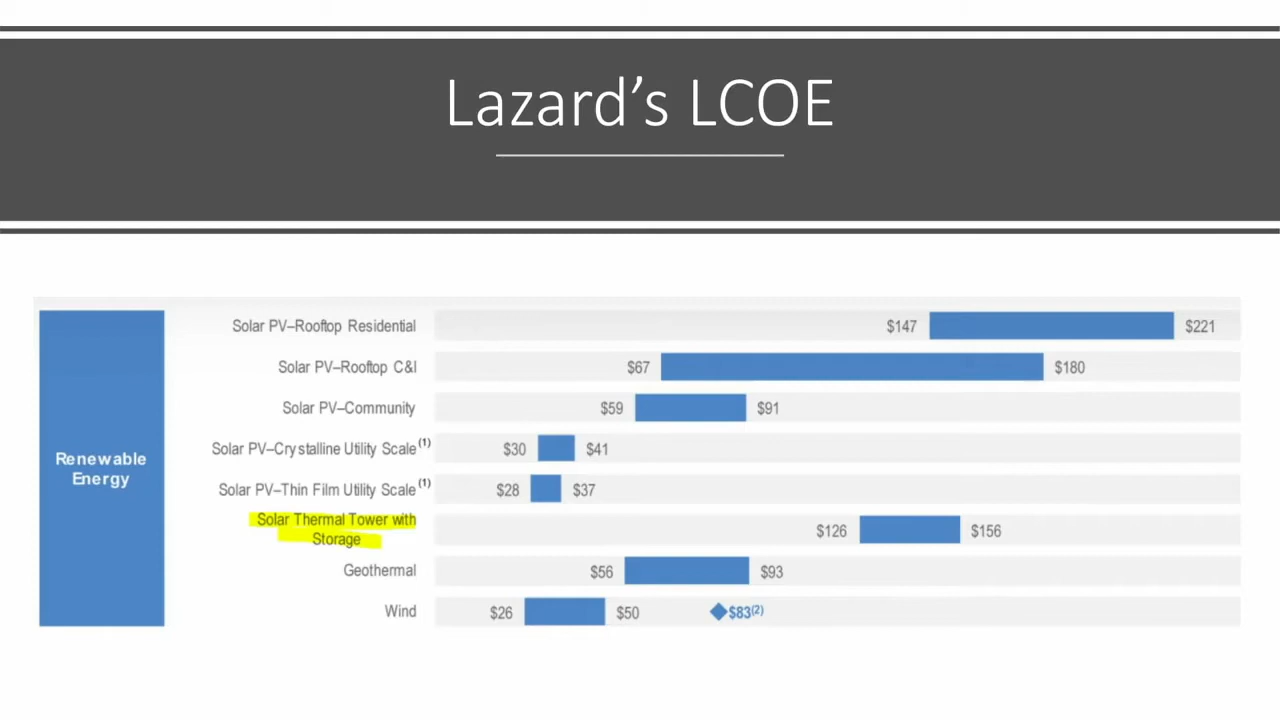 Lazard’s LCOE
Solar PV–Rooftop Residential $147 $221
Solar PV–Rooftop C&I $67 $180
Solar PV–Community $59 $91
Renewable
Energy
Solar PV–Crystalline Utility Scale(1) $30 $41
Solar PV–Thin Film Utility Scale(1) $28 $37
Solar Thermal Tower with
Storage
$126 $156
Geothermal $56 $93
Wind $26 $50 $83(2)